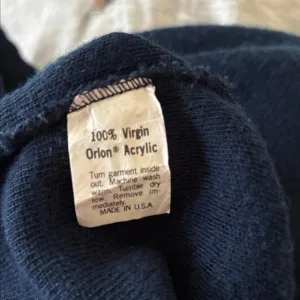 100% Virgin
Orlon® Acrylic
Turn garment inside
out. Machine wash
warm. Tumble dry
low. Remove im-
mediately.
MADE IN U.S.A.